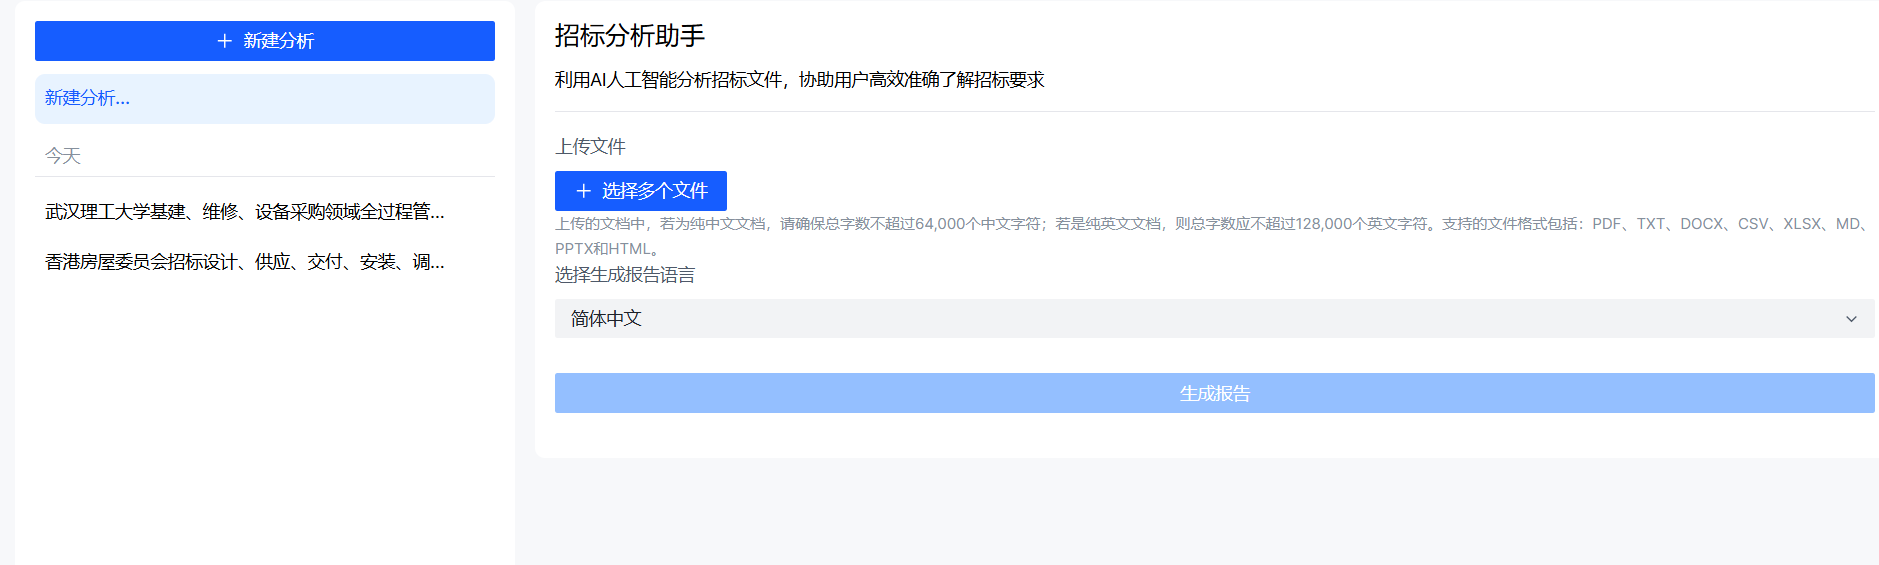 新建分析
新建分析...
今天
武汉理工大学基建、维修、设备采购领域全过程管...
香港房屋委员会招标设计、供应、交付、安装、调...
招标分析助手
利用AI人工智能分析招标文件，协助用户高效准确了解招标要求
上传文件
选择多个文件
上传的文档中，若为纯中文文档，请确保总字数不超过64,000个中文字符；若是纯英文文档，则总字数应不超过128,000个英文字符。支持的文件格式包括：PDF、TXT、DOCX、CSV、XLSX、MD、
PPTX和HTML。
选择生成报告语言
简体中文
生成报告